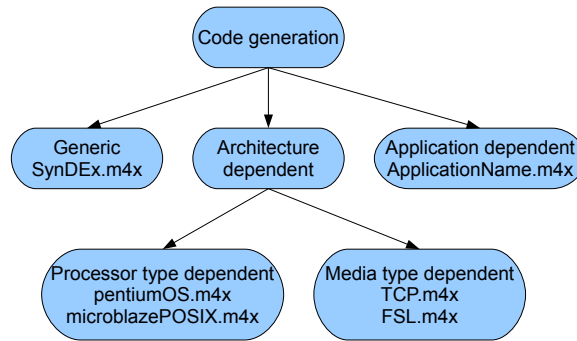 Code generation
Generic
SynDEx.m4x
Architecture
dependent
Application dependent
ApplicationName.m4x
Processor type dependent
pentiumOS.m4x
microblazePOSIX.m4x
Media type dependent
TCP.m4x
FSL.m4x